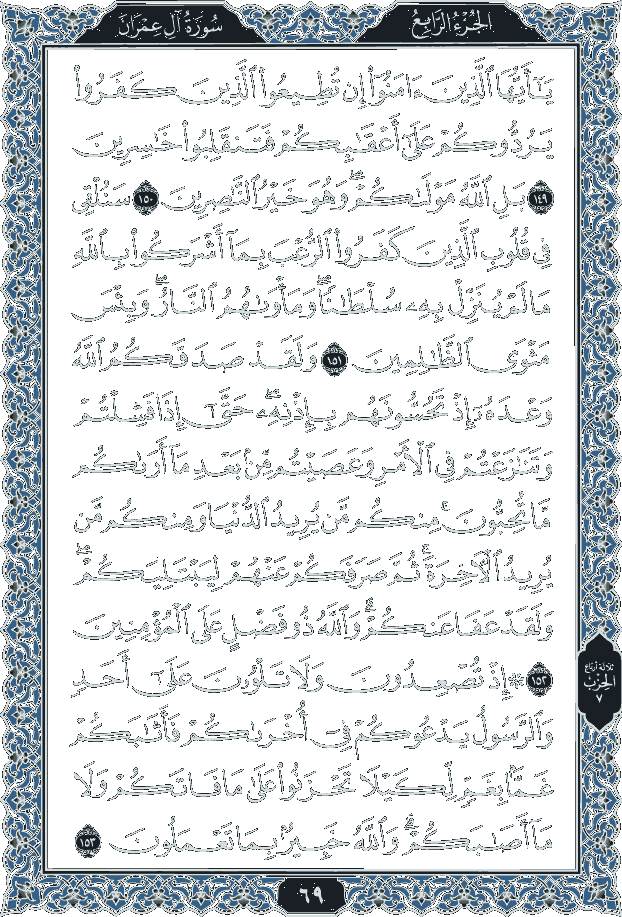 سُورَةُ آلِ عِمْرَانَ
الجُزْءُ الرَّابِعُ
يَٰٓأَيُّهَا ٱلَّذِينَ ءَامَنُوٓا۟ إِن تُطِيعُوا۟ ٱلَّذِينَ كَفَرُوا۟
يَرُدُّوكُمْ عَلَىٰٓ أَعْقَٰبِكُمْ فَتَنقَلِبُوا۟ خَٰسِرِينَ
١٤٩ بَلِ ٱللَّهُ مَوْلَىٰكُمْ ۖ وَهُوَ خَيْرُ ٱلنَّٰصِرِينَ ١٥٠ سَنُلْقِى
فِى قُلُوبِ ٱلَّذِينَ كَفَرُوا۟ ٱلرُّعْبَ بِمَآ أَشْرَكُوا۟ بِٱللَّهِ
مَا لَمْ يُنَزِّلْ بِهِۦ سُلْطَٰنًا ۖ وَمَأْوَىٰهُمُ ٱلنَّارُ ۚ وَبِئْسَ
مَثْوَى ٱلظَّٰلِمِينَ ١٥١ وَلَقَدْ صَدَقَكُمُ ٱللَّهُ
وَعْدَهُۥٓ إِذْ تَحُسُّونَهُم بِإِذْنِهِۦ ۖ حَتَّىٰٓ إِذَا فَشِلْتُمْ
وَتَنَٰزَعْتُمْ فِى ٱلْأَمْرِ وَعَصَيْتُم مِّنۢ بَعْدِ مَآ أَرَىٰكُم
مَّا تُحِبُّونَ ۚ مِنكُم مَّن يُرِيدُ ٱلدُّنْيَا وَمِنكُم مَّن
يُرِيدُ ٱلْءَاخِرَةَ ۚ ثُمَّ صَرَفَكُمْ عَنْهُمْ لِيَبْتَلِيَكُمْ ۖ
وَلَقَدْ عَفَا عَنكُمْ ۗ وَٱللَّهُ ذُو فَضْلٍ عَلَى ٱلْمُؤْمِنِينَ
١٥٢ ۞ إِذْ تُصْعِدُونَ وَلَا تَلْوُۥنَ عَلَىٰٓ أَحَدٍ
وَٱلرَّسُولُ يَدْعُوكُمْ فِىٓ أُخْرَىٰكُمْ فَأَثَٰبَكُمْ
غَمًّۢا بِغَمٍّ لِّكَيْلَا تَحْزَنُوا۟ عَلَىٰ مَا فَاتَكُمْ وَلَا
مَآ أَصَٰبَكُمْ ۗ وَٱللَّهُ خَبِيرٌۢ بِمَا تَعْمَلُونَ ١٥٣
ثلاثة أرباع
الحزب
٧
٦٩